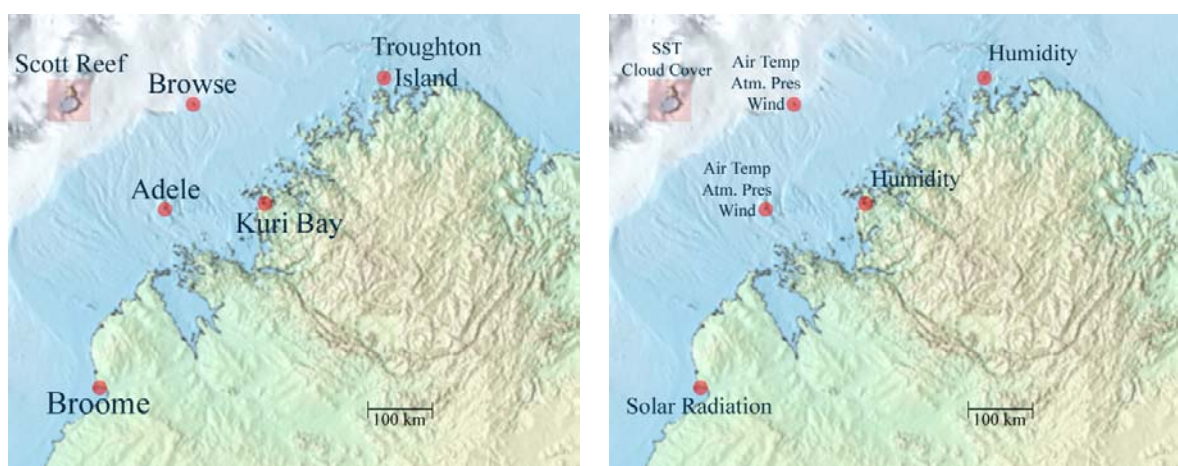 Scott Reef
Browse
Troughton
Island
Adele
Kuri Bay
Broome
100 km
SST
Cloud Cover
Air Temp
Atm. Pres
Wind
Humidity
Air Temp
Atm. Pres
Wind
Humidity
Solar Radiation
100 km